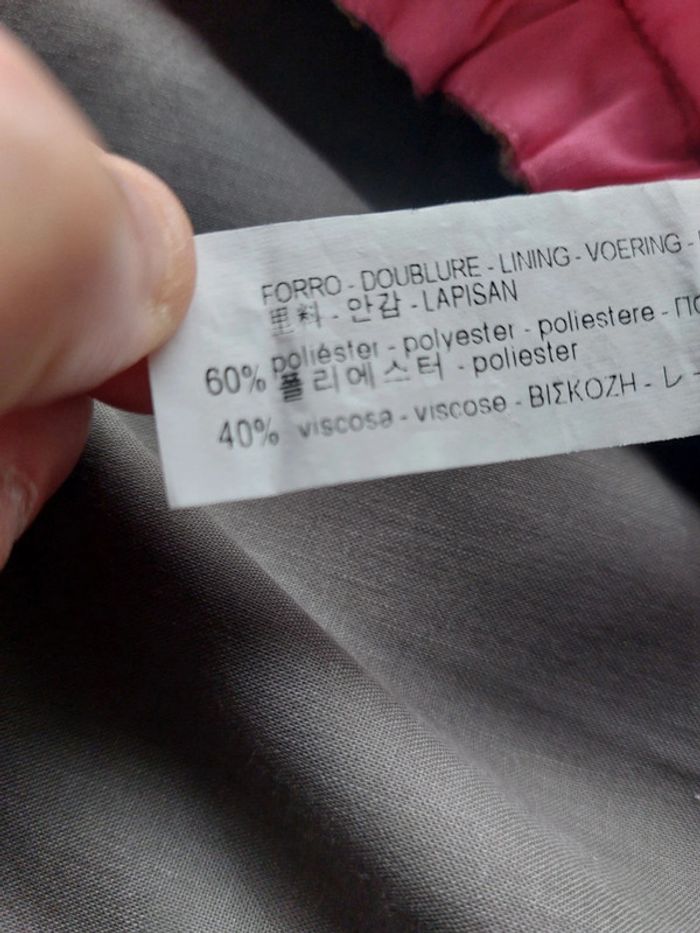 FORRO - DOUBLURE - LINING - VOERING -
里料 - 안감 - LAPISAN
60% poliéster - polyester - poliestere - ПО
폴리에스터 - poliester
40% viscosa - viscose - ΒΙΣΚΟΖΗ - レー